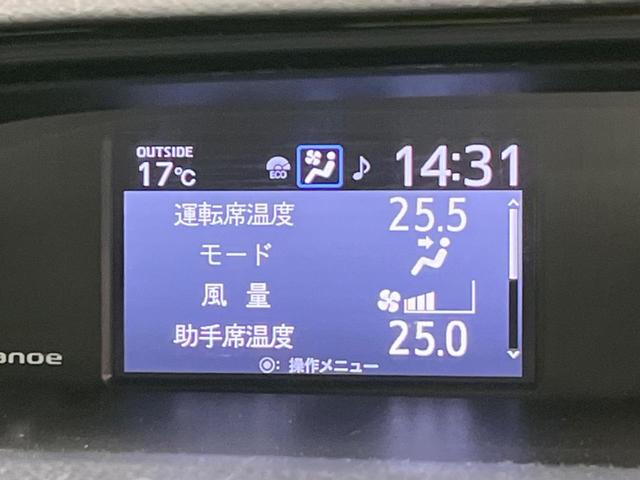 OUTSIDE
17℃
ECO
14:31
運転席温度 25.5
モード
風量
助手席温度 25.0
anoe
: 操作メニュー